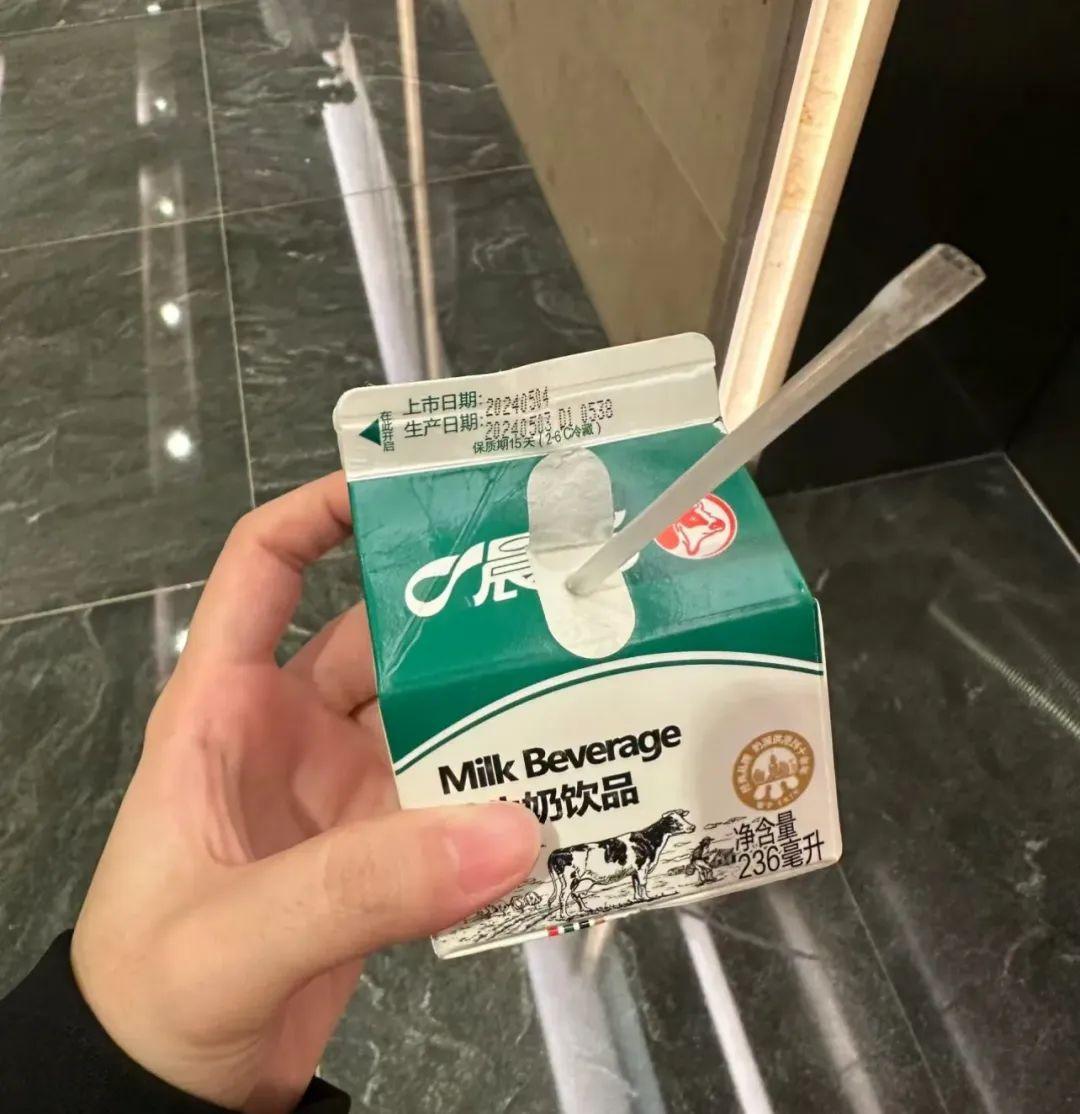 在此开启
上市日期:20240504
生产日期:20240503 D1 0538
保质期15天(2-6℃冷藏)
晨
Milk Beverage
牛奶饮品
净含量
236毫升